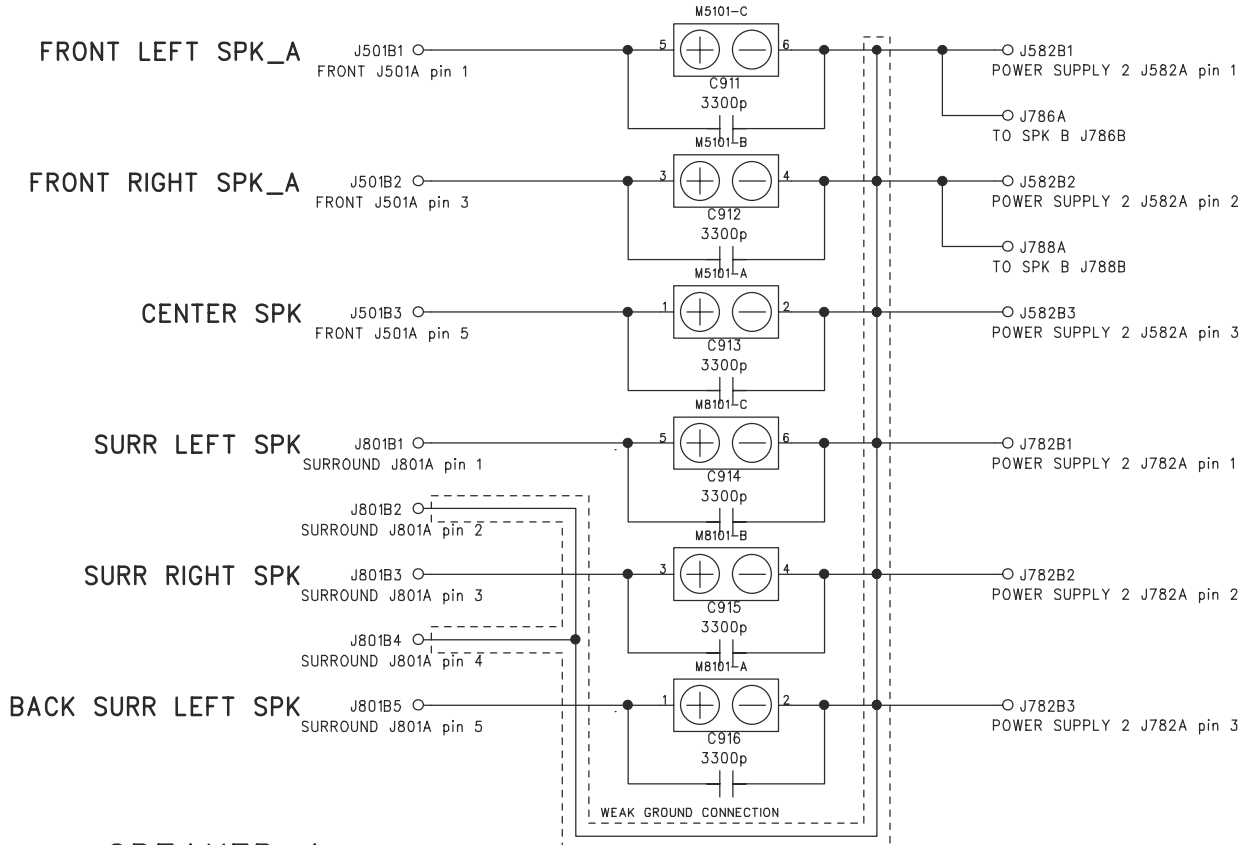 M5101-C
FRONT LEFT SPK_A
J501B1
FRONT J501A pin 1
5
6
C911
3300p
J582B1
POWER SUPPLY 2 J582A pin 1
J786A
TO SPK B J786B
M5101-B
FRONT RIGHT SPK_A
J501B2
FRONT J501A pin 3
3
4
C912
3300p
J582B2
POWER SUPPLY 2 J582A pin 2
J788A
TO SPK B J788B
M5101-A
CENTER SPK
J501B3
FRONT J501A pin 5
1
2
C913
3300p
J582B3
POWER SUPPLY 2 J582A pin 3
M8101-C
SURR LEFT SPK
J801B1
SURROUND J801A pin 1
5
6
C914
3300p
J782B1
POWER SUPPLY 2 J782A pin 1
J801B2
SURROUND J801A pin 2
M8101-B
SURR RIGHT SPK
J801B3
SURROUND J801A pin 3
3
4
C915
3300p
J782B2
POWER SUPPLY 2 J782A pin 2
J801B4
SURROUND J801A pin 4
M8101-A
BACK SURR LEFT SPK
J801B5
SURROUND J801A pin 5
1
2
C916
3300p
J782B3
POWER SUPPLY 2 J782A pin 3
WEAK GROUND CONNECTION